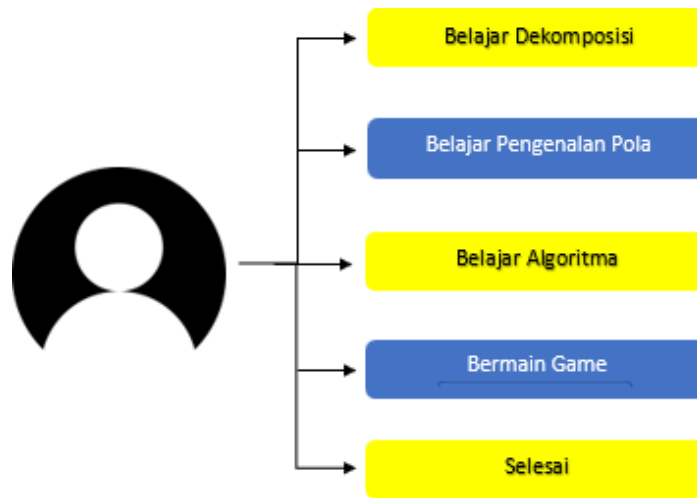 Belajar Dekomposisi
Belajar Pengenalan Pola
Belajar Algoritma
Bermain Game
Selesai